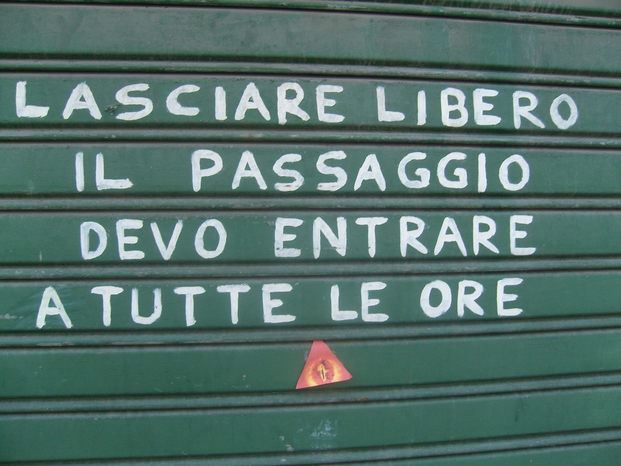 LASCIARE LIBERO
IL PASSAGGIO
DEVO ENTRARE
A TUTTE LE ORE